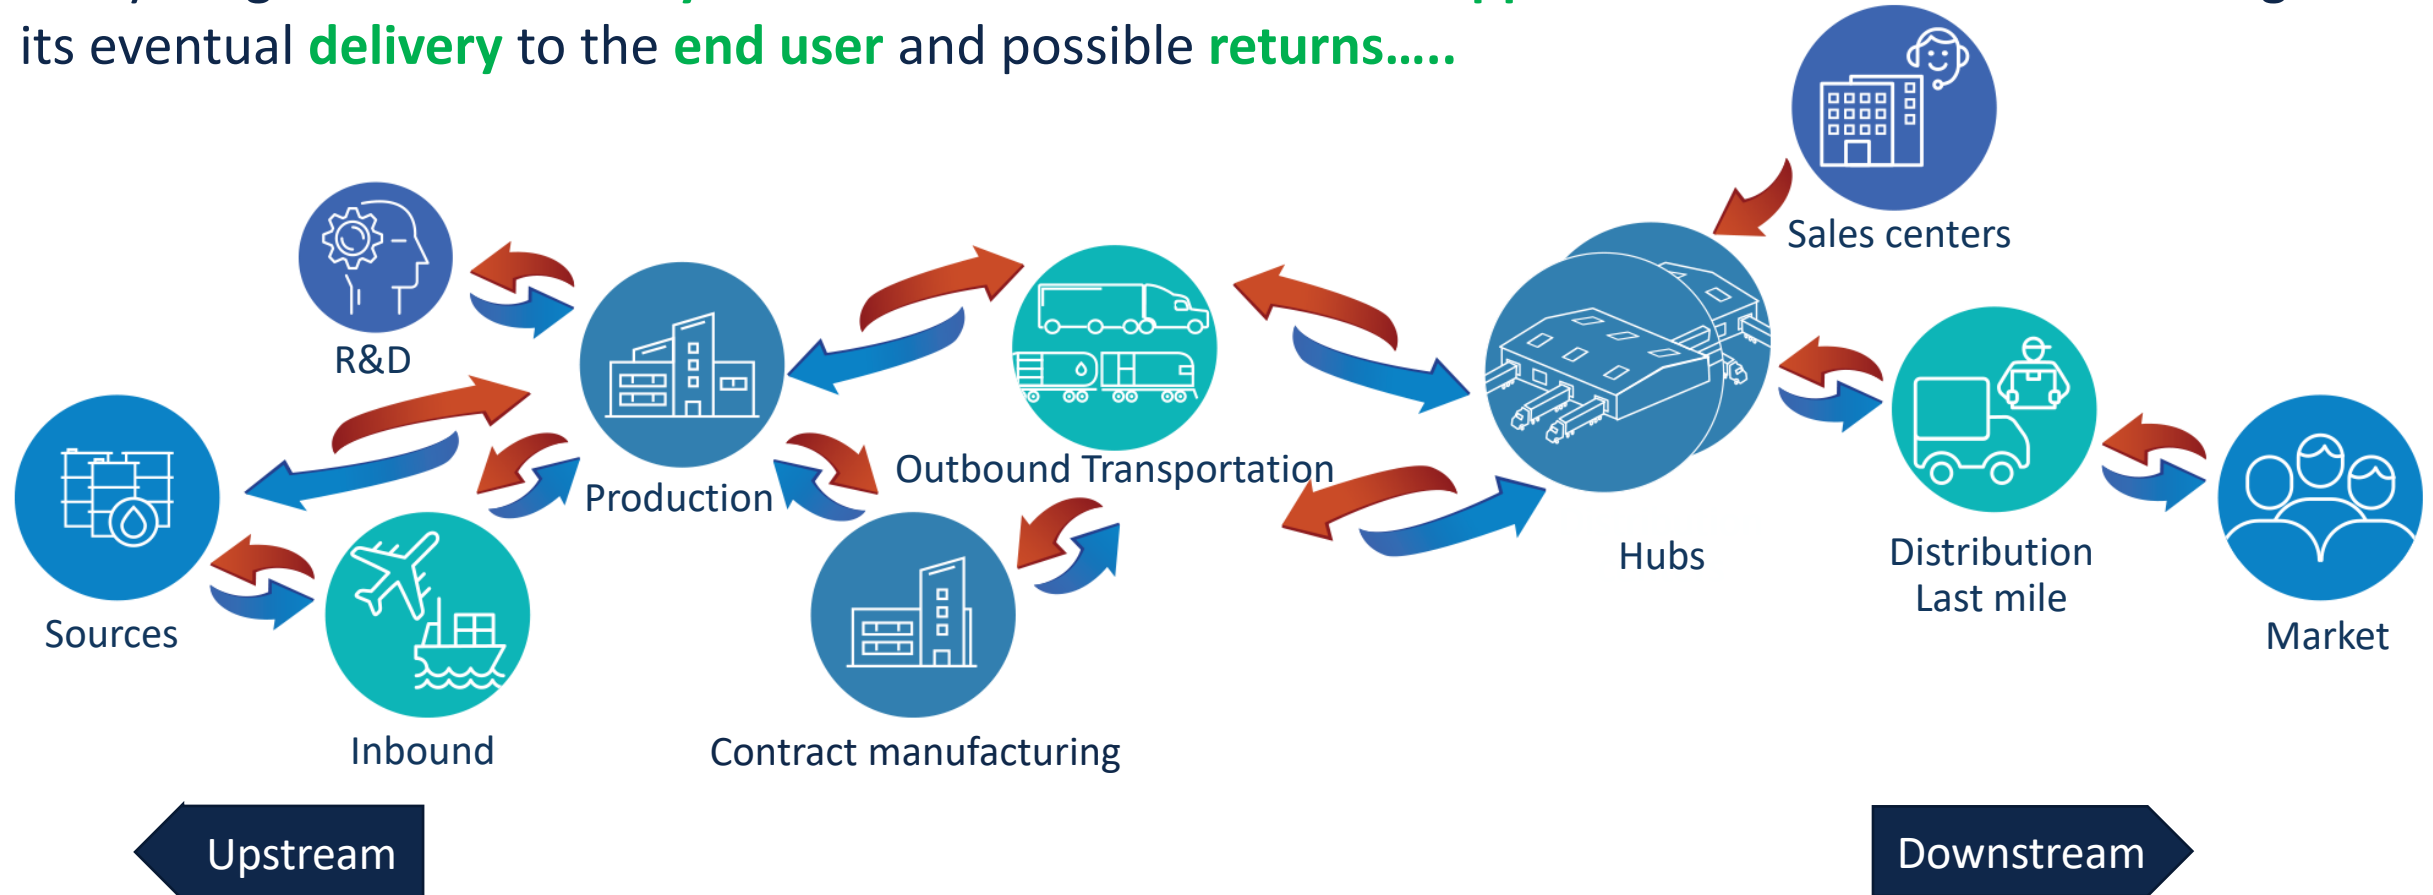 its eventual delivery to the end user and possible returns.....
Sales centers
R&D
Outbound Transportation
Production
Hubs
Distribution
Last mile
Sources
Market
Inbound
Contract manufacturing
Upstream
Downstream